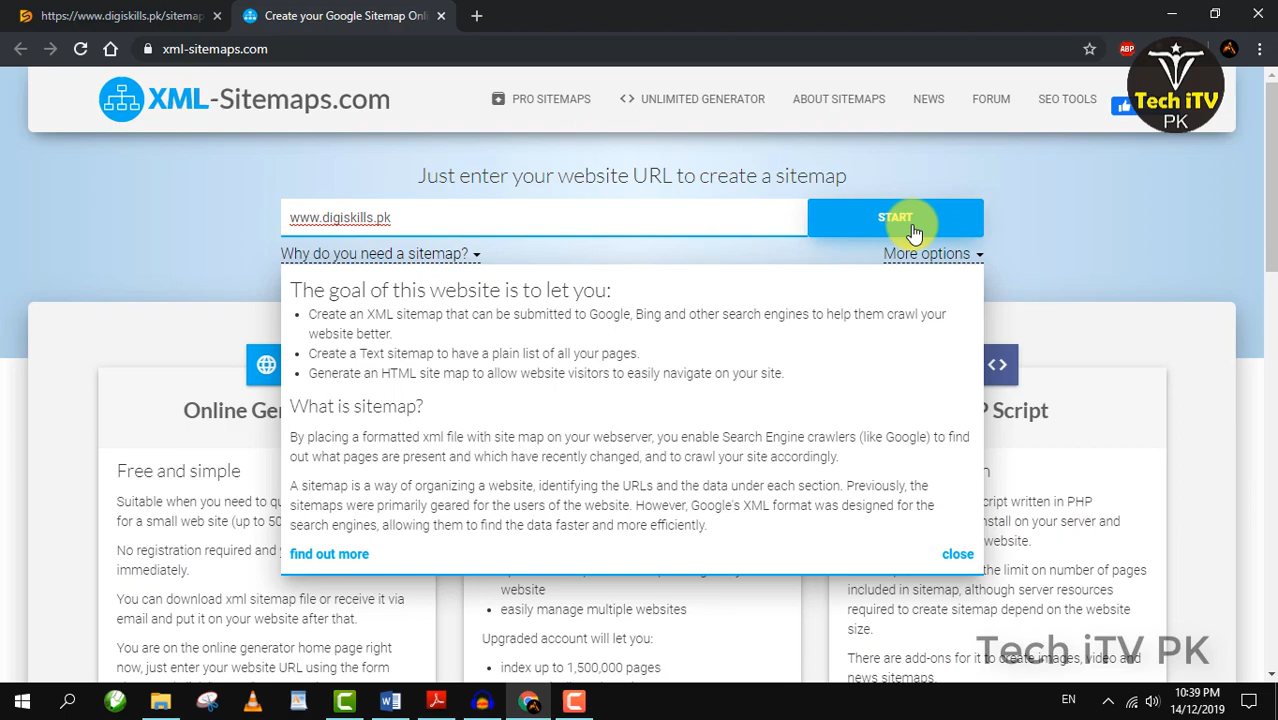 https://www.digiskills.pk/sitemap
Create your Google Sitemap Onl
xml-sitemaps.com
ABP
XML-Sitemaps.com
PRO SITEMAPS
UNLIMITED GENERATOR
ABOUT SITEMAPS
NEWS
FORUM
SEO TOOLS
Tech iTV
PK
Just enter your website URL to create a sitemap
www.digiskills.pk
START
Why do you need a sitemap?
More options
The goal of this website is to let you:
Create an XML sitemap that can be submitted to Google, Bing and other search engines to help them crawl your
website better.
Create a Text sitemap to have a plain list of all your pages.
Generate an HTML site map to allow website visitors to easily navigate on your site.
What is sitemap?
By placing a formatted xml file with site map on your webserver, you enable Search Engine crawlers (like Google) to find
out what pages are present and which have recently changed, and to crawl your site accordingly.
A sitemap is a way of organizing a website, identifying the URLs and the data under each section. Previously, the
sitemaps were primarily geared for the users of the website. However, Google's XML format was designed for the
search engines, allowing them to find the data faster and more efficiently.
find out more
close
Online Gen
Free and simple
Suitable when you need to qu
for a small web site (up to 50
No registration required and
immediately.
You can download xml sitemap file or receive it via
email and put it on your website after that.
You are on the online generator home page right
now, just enter your website URL using the form
website
easily manage multiple websites
Upgraded account will let you:
index up to 1,500,000 pages
P Script
n
script written in PHP
install on your server and
website.
the limit on number of pages
included in sitemap, although server resources
required to create sitemap depend on the website
size.
There are add-ons for it to create images, video and
news sitemaps.
Tech iTV PK
EN
10:39 PM
14/12/2019